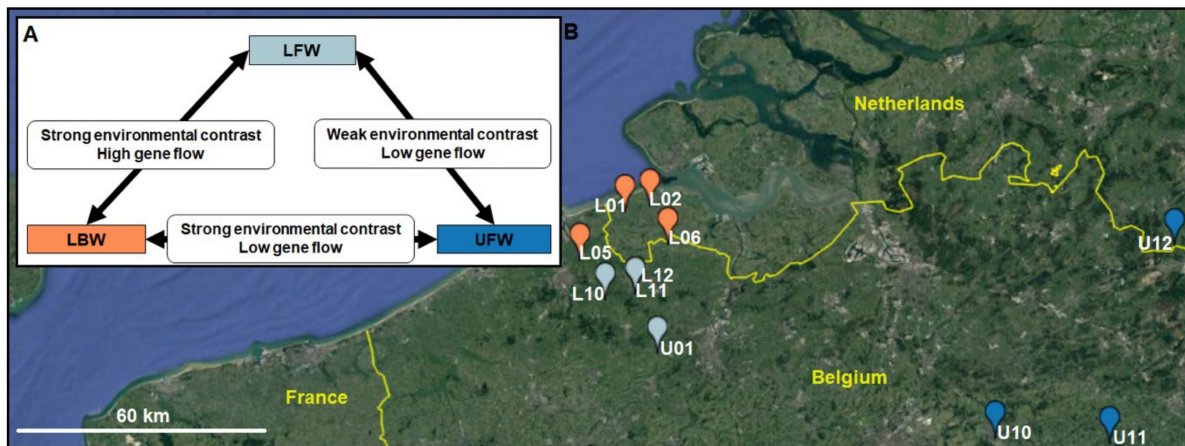 A
LFW
Strong environmental contrast
High gene flow
Weak environmental contrast
Low gene flow
LBW
Strong environmental contrast
Low gene flow
UFW
B
Netherlands
L01
L02
L05
L06
U12
L12
L10
L11
U01
France
Belgium
60 km
U10
U11